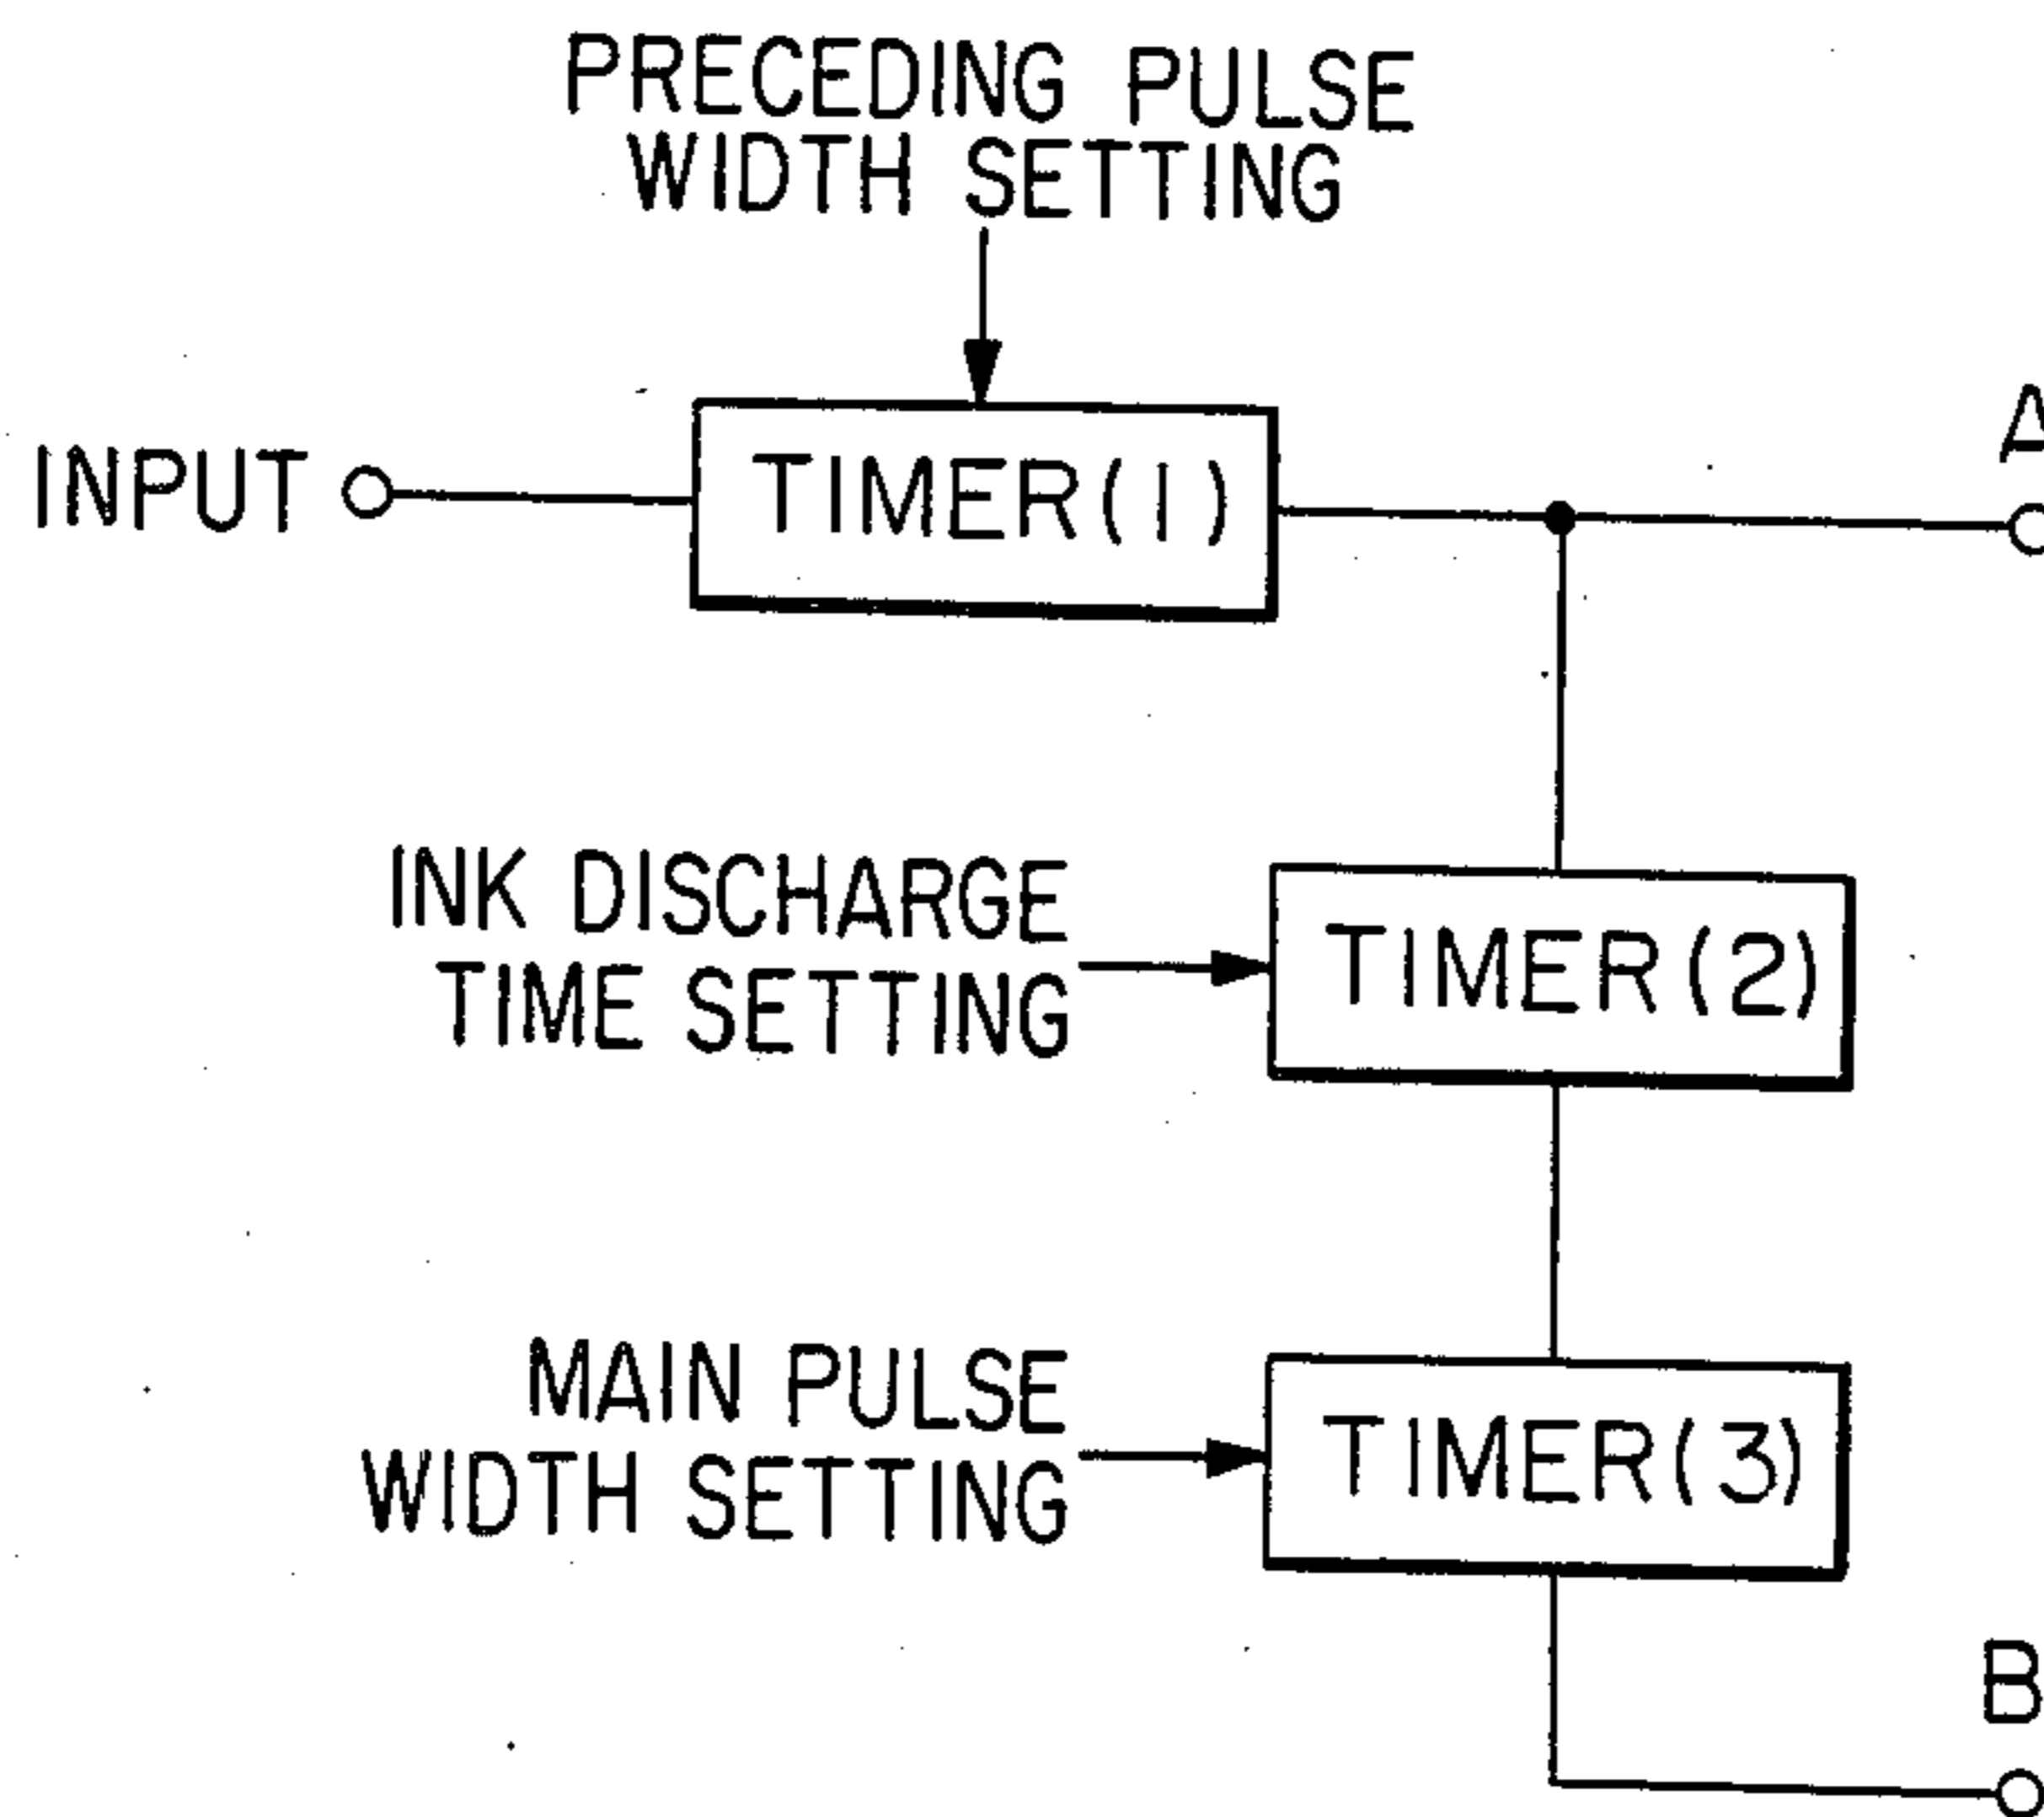 PRECEDING PULSE
WIDTH SETTING
INPUT
TIMER(1)
A
INK DISCHARGE
TIME SETTING
TIMER(2)
MAIN PULSE
WIDTH SETTING
TIMER(3)
B